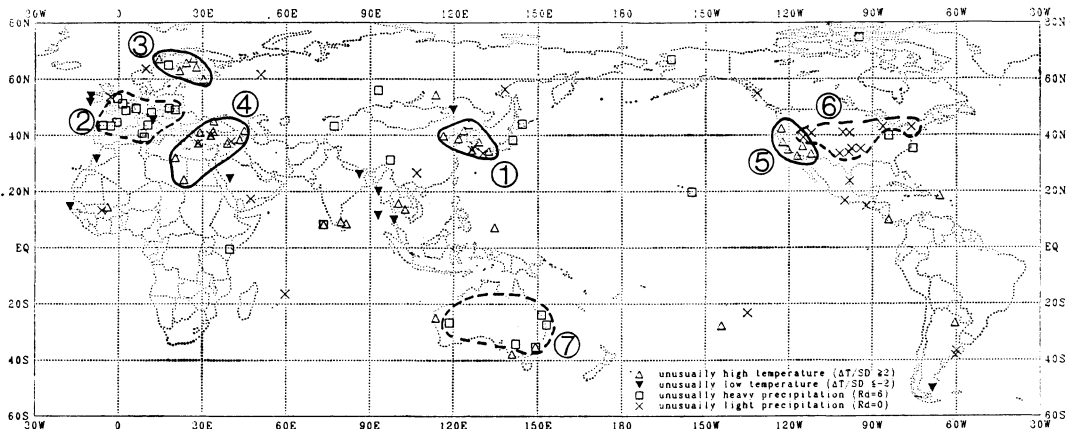 30W 0 30E 60E 90E 120E 150E 180 150W 120W 90W 60W 30W
80N 80N
60N 60N
40N 40N
20N 20N
EQ EQ
20S 20S
40S 40S
60S 60S
③
②
④
①
⑤
⑥
⑦
△ unusually high temperature (ΔT/SD ≧2)
▼ unusually low temperature (ΔT/SD ≦-2)
□ unusually heavy precipitation (Rd=6)
× unusually light precipitation (Rd=0)
30W 0 30E 60E 90E 120E 150E 180 150W 120W 90W 60W 30W